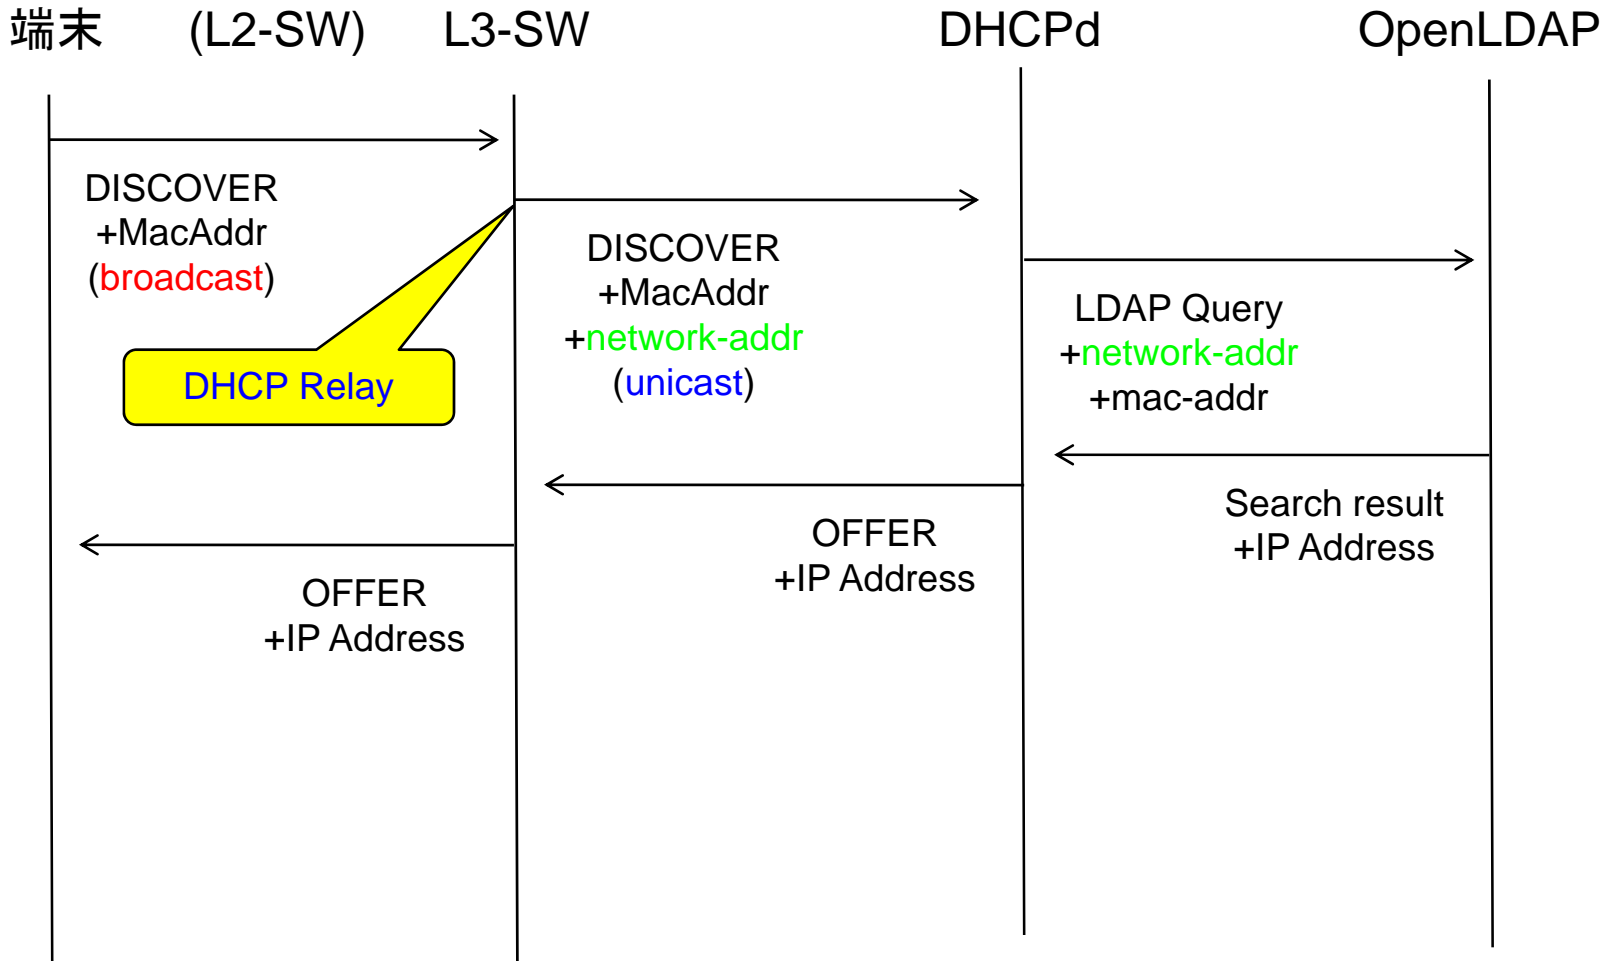 端末 (L2-SW) L3-SW DHCPd OpenLDAP
DISCOVER
+MacAddr
(broadcast)
DHCP Relay
DISCOVER
+MacAddr
+network-addr
(unicast)
LDAP Query
+network-addr
+mac-addr
Search result
+IP Address
OFFER
+IP Address
OFFER
+IP Address